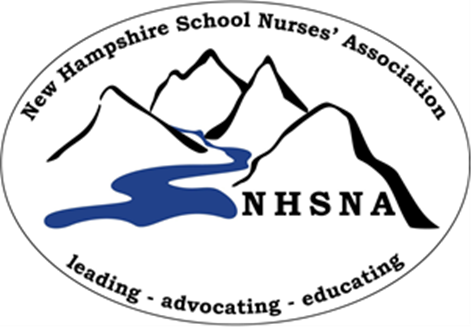 New Hampshire School Nurses' Association
NHSNA
leading - advocating - educating